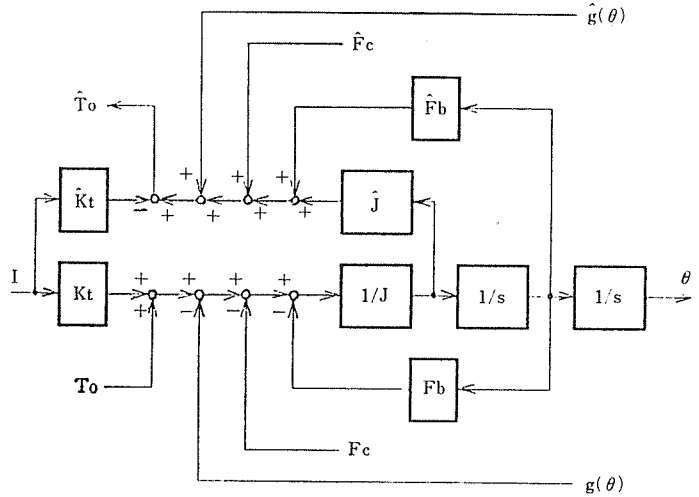 ĝ(θ)
F̂c
T̂o
F̂b
+ + + +
K̂t
− + + + +
Ĵ
I
Kt
+ + + +
+ − − −
1/J
1/s
1/s
θ
To
Fb
Fc
g(θ)